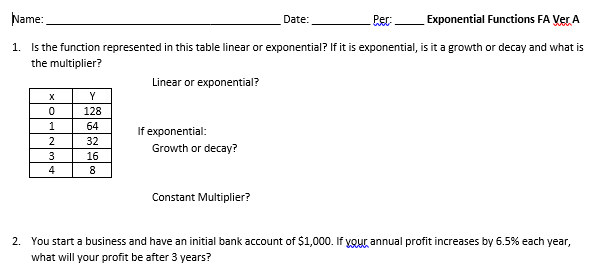 Name: ________ Date: ________ Per: ____ Exponential Functions FA Ver A
1. Is the function represented in this table linear or exponential? If it is exponential, is it a growth or decay and what is
the multiplier?
Linear or exponential?
x Y
0 128
1 64
2 32
3 16
4 8
If exponential:
Growth or decay?
Constant Multiplier?
2. You start a business and have an initial bank account of $1,000. If your annual profit increases by 6.5% each year,
what will your profit be after 3 years?